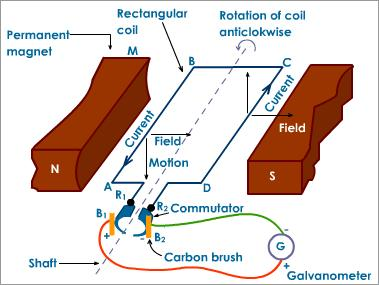 Rectangular
coil
Rotation of coil
anticlokwise
Permanent
magnet
M
B
C
Current
Current
Field
Field
Motion
N
S
A
D
R1
R2
Commutator
B1
B2
+
-
-
G
+
Carbon brush
Shaft
Galvanometer